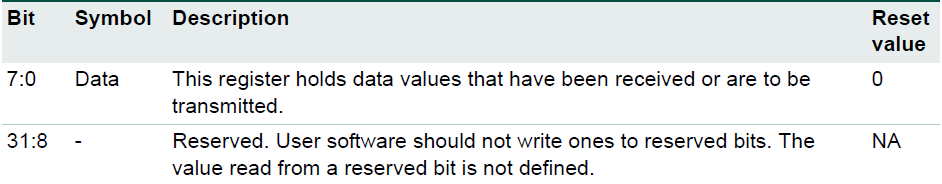 Bit Symbol Description Reset
value
7:0 Data This register holds data values that have been received or are to be 0
transmitted.
31:8 - Reserved. User software should not write ones to reserved bits. The NA
value read from a reserved bit is not defined.